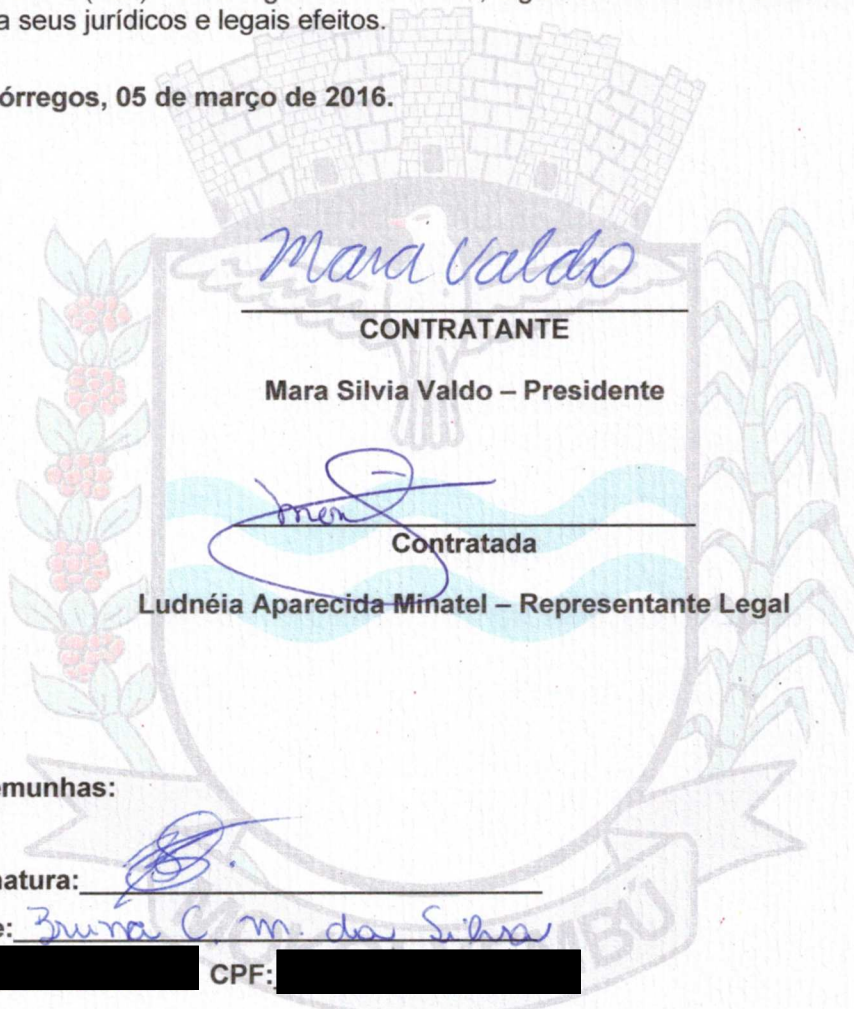 a seus jurídicos e legais efeitos.
órregos, 05 de março de 2016.
Mara Valdo
CONTRATANTE
Mara Silvia Valdo – Presidente
Contratada
Ludnéia Aparecida Minatel – Representante Legal
emunhas:
natura:
e: Bruna C. M. da Silva
CPF: